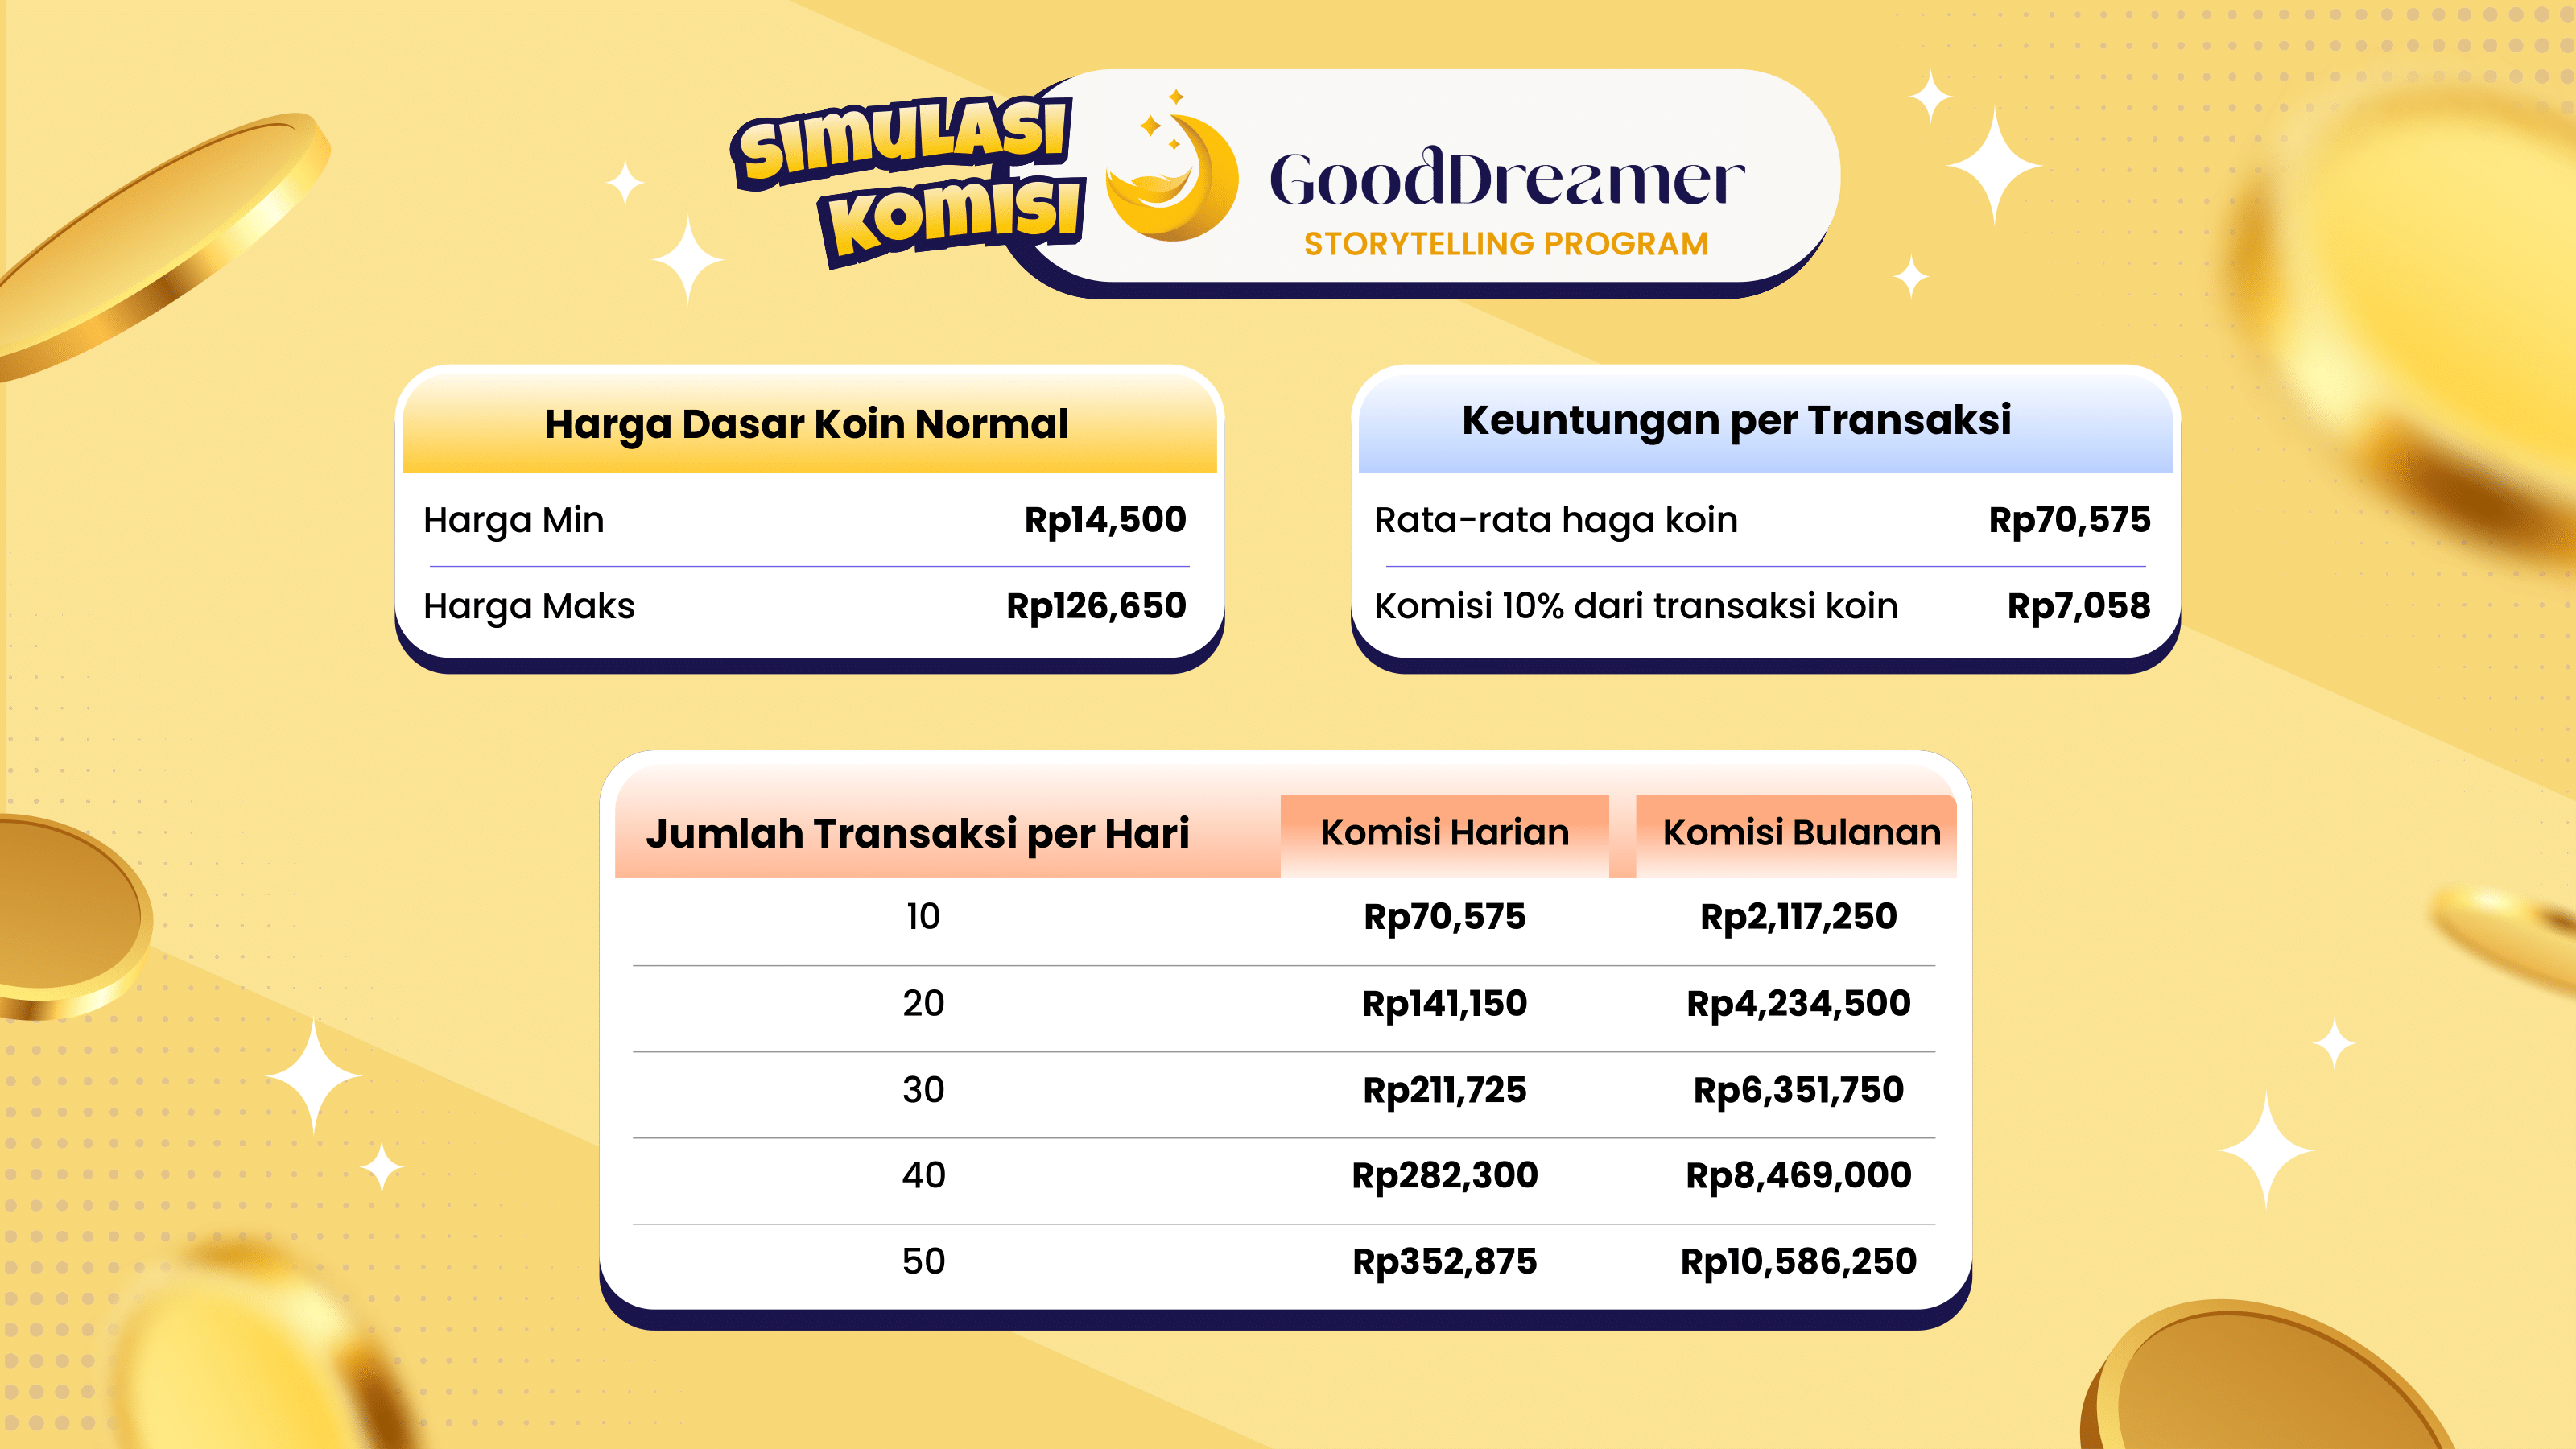 SIMULASI
KOMISI
GoodDreamer
STORYTELLING PROGRAM
Harga Dasar Koin Normal
Harga Min Rp14,500
Harga Maks Rp126,650
Keuntungan per Transaksi
Rata-rata haga koin Rp70,575
Komisi 10% dari transaksi koin Rp7,058
Jumlah Transaksi per Hari Komisi Harian Komisi Bulanan
10 Rp70,575 Rp2,117,250
20 Rp141,150 Rp4,234,500
30 Rp211,725 Rp6,351,750
40 Rp282,300 Rp8,469,000
50 Rp352,875 Rp10,586,250